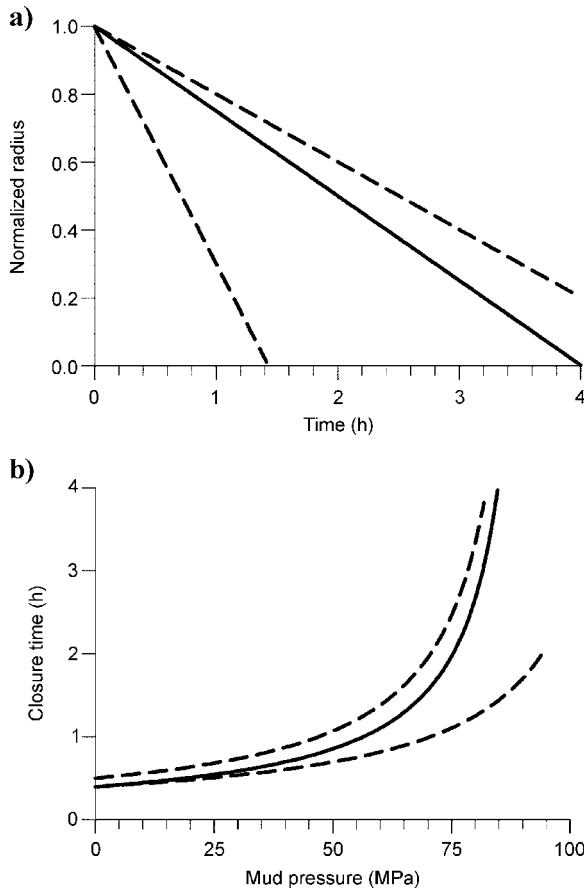 a)
1.0
0.8
0.6
0.4
0.2
0.0
Normalized radius
0 1 2 3 4
Time (h)
b)
4
3
2
1
0
Closure time (h)
0 25 50 75 100
Mud pressure (MPa)